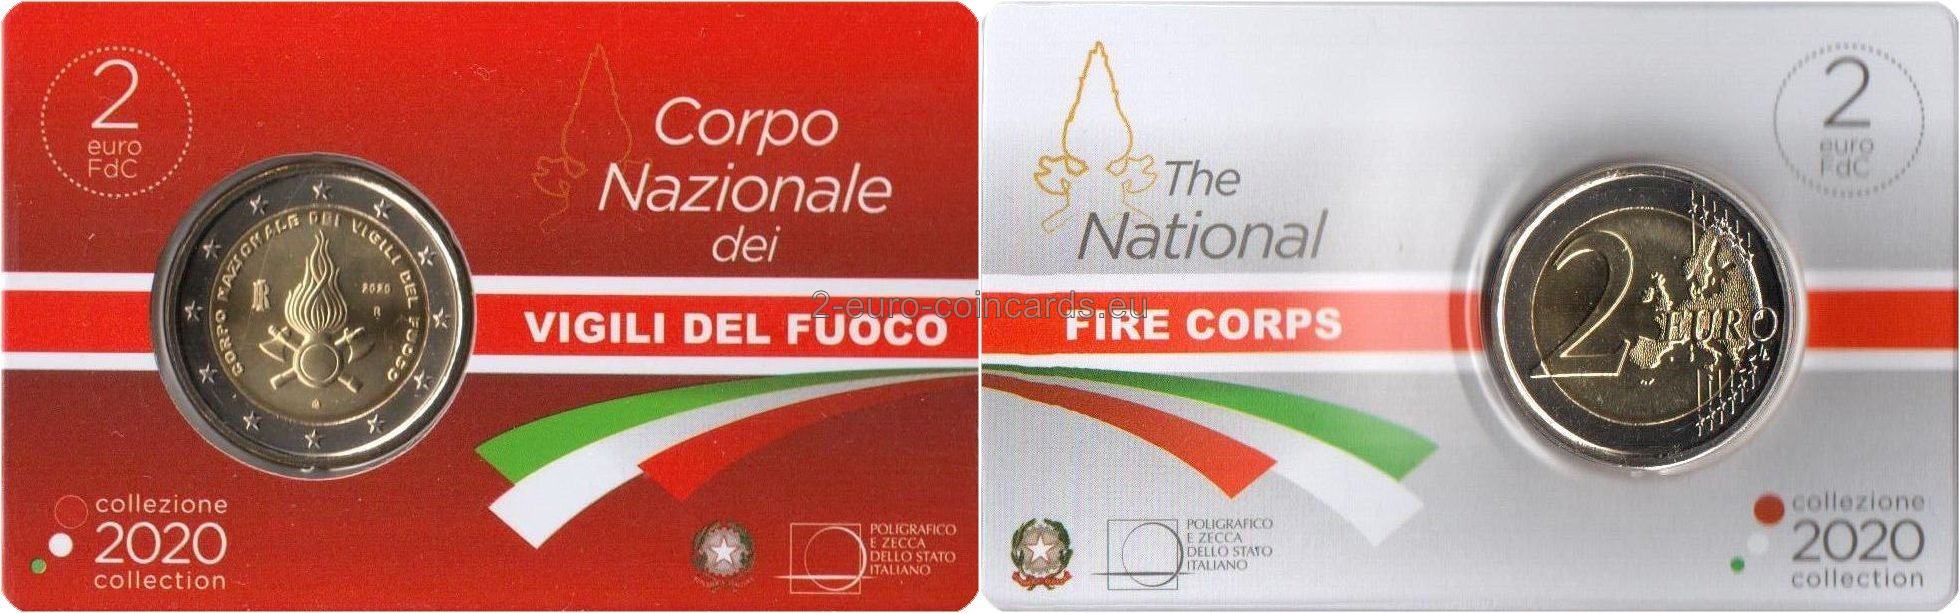 2
euro
FdC
Corpo
Nazionale
dei
VIGILI DEL FUOCO
CORPO NAZIONALE DEI VIGILI DEL FUOCO
RI
2020
R
collezione
2020
collection
POLIGRAFICO
E ZECCA
DELLO STATO
ITALIANO
2-euro-coincards.eu
2
euro
FdC
The
National
FIRE CORPS
2 EURO
POLIGRAFICO
E ZECCA
DELLO STATO
ITALIANO
collezione
2020
collection